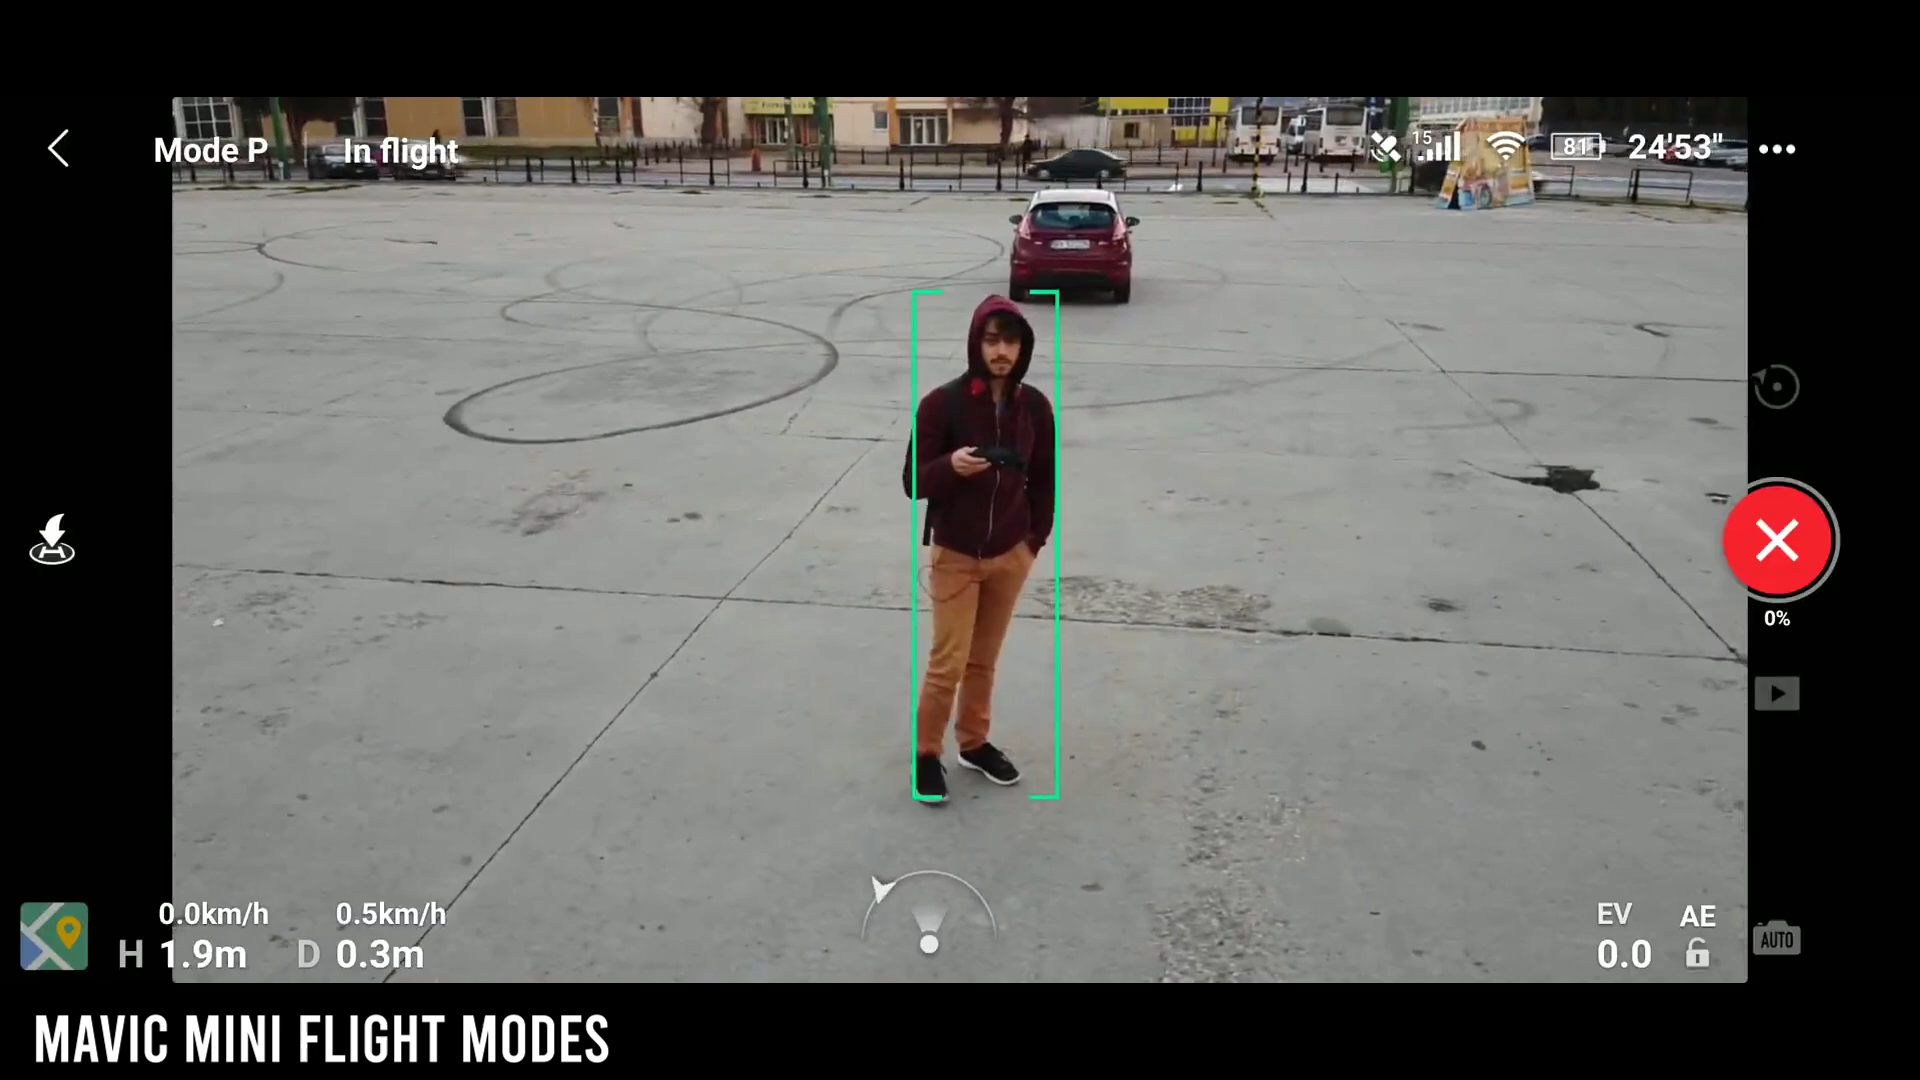 Mode P
In flight
15
81
24'53"
0%
0.0km/h
0.5km/h
H 1.9m
D 0.3m
EV
0.0
AE
AUTO
MAVIC MINI FLIGHT MODES